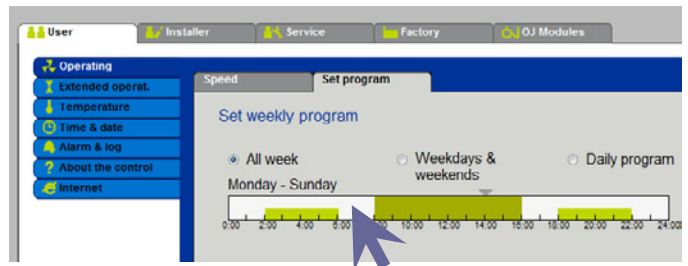 User Installer Service Factory OJ Modules
Operating
Extended operat.
Temperature
Time & date
Alarm & log
About the control
Internet
Speed Set program
Set weekly program
All week Weekdays & weekends Daily program
Monday - Sunday
0:00 2:00 4:00 6:00 10:00 12:00 14:00 16:00 18:00 20:00 22:00 24:00